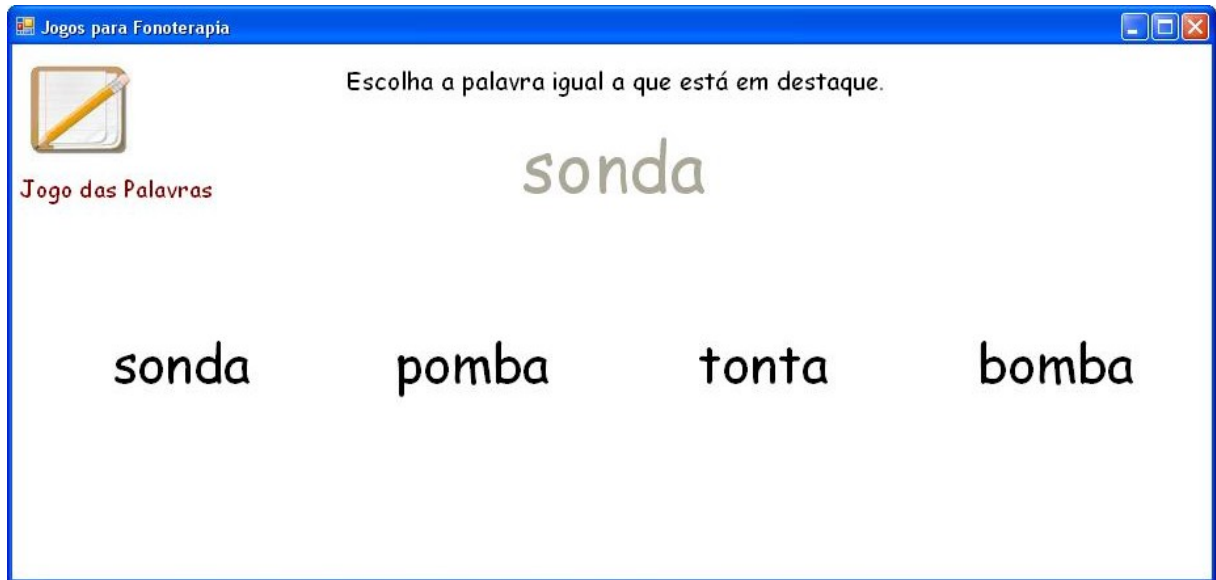 Jogos para Fonoterapia
Escolha a palavra igual a que está em destaque.
sonda
Jogo das Palavras
sonda pomba tonta bomba